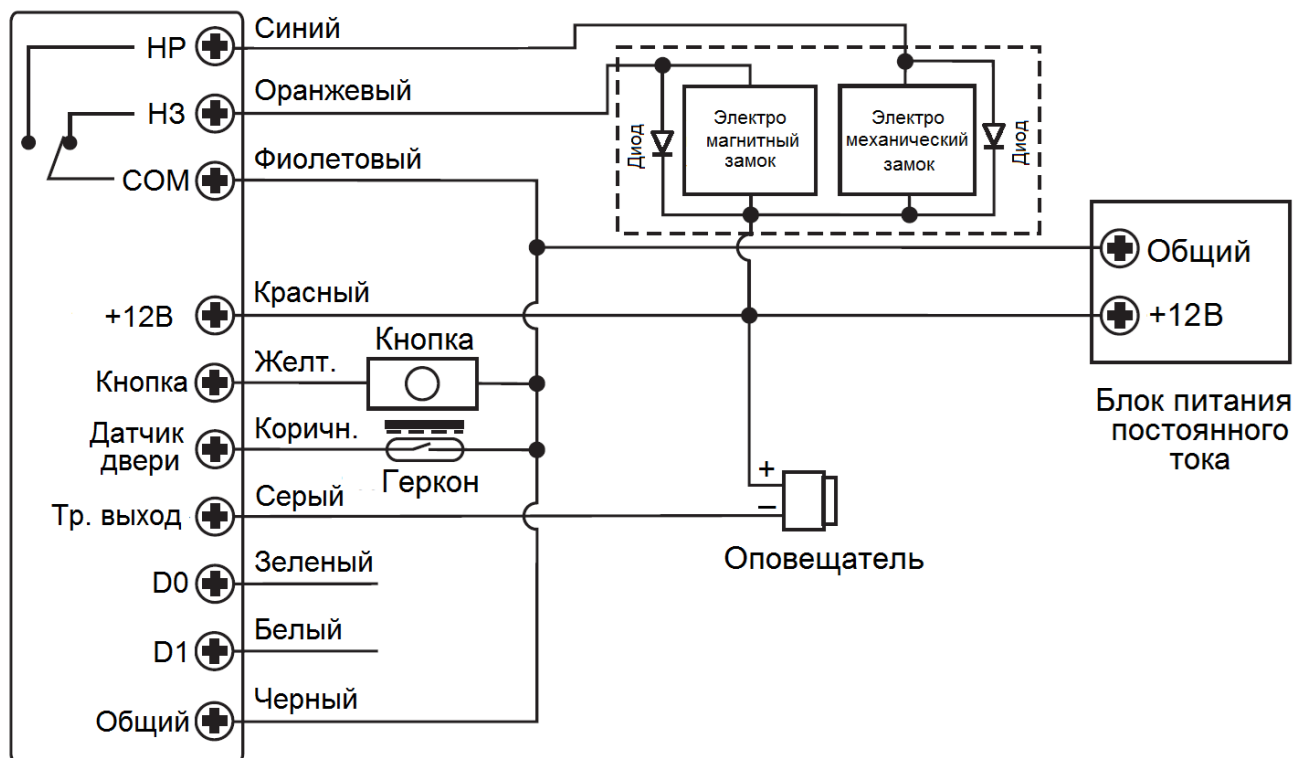 НР
Синий
НЗ
Оранжевый
COM
Фиолетовый
+12В
Красный
Кнопка
Желт.
Кнопка
Датчик
двери
Коричн.
Геркон
Тр. выход
Серый
D0
Зеленый
D1
Белый
Общий
Черный
Диод
Электро
магнитный
замок
Электро
механический
замок
Диод
Общий
+12В
Блок питания
постоянного
тока
+
–
Оповещатель